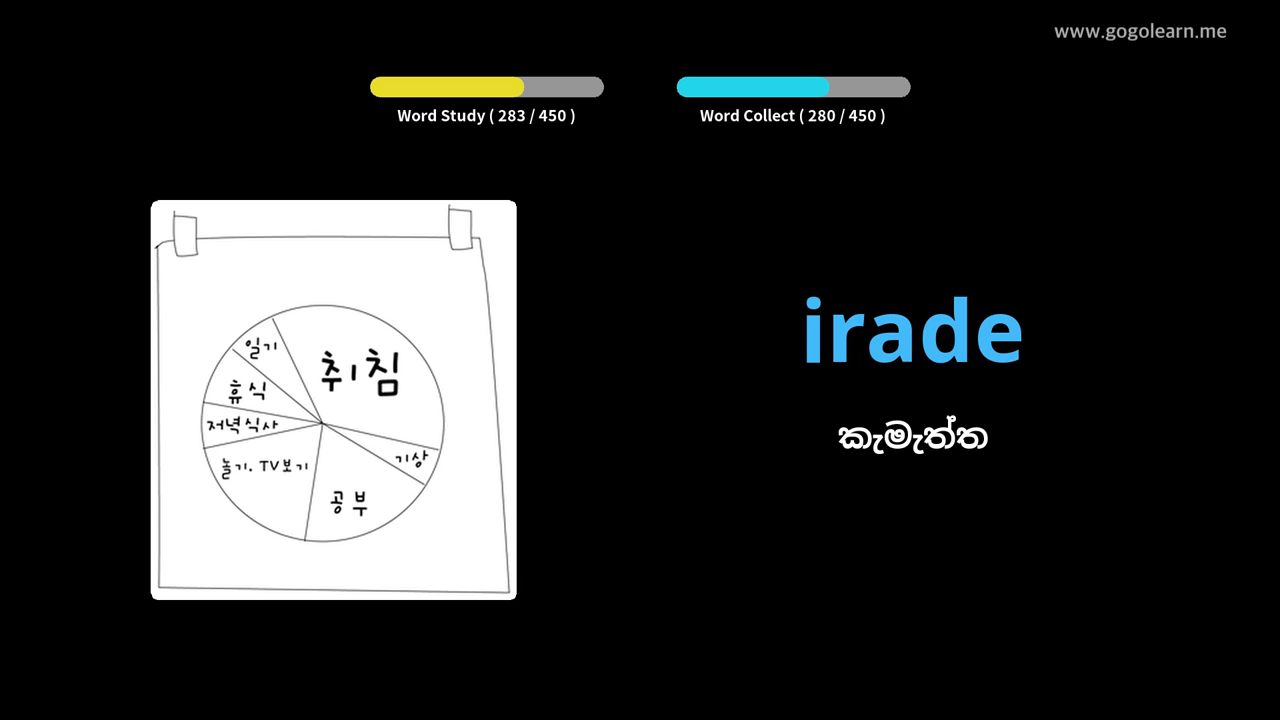 www.gogolearn.me
Word Study ( 283 / 450 )
Word Collect ( 280 / 450 )
일기
취침
휴식
저녁식사
놀기. TV보기
기상
공부
irade
කැමැත්ත